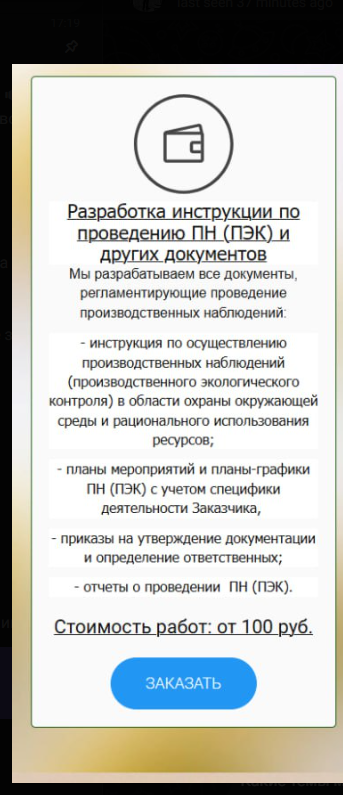 last seen 27 minutes ago
Разработка инструкции по
проведению ПН (ПЭК) и
других документов
Мы разрабатываем все документы,
регламентирующие проведение
производственных наблюдений:
- инструкция по осуществлению
производственных наблюдений
(производственного экологического
контроля) в области охраны окружающей
среды и рационального использования
ресурсов;
- планы мероприятий и планы-графики
ПН (ПЭК) с учетом специфики
деятельности Заказчика,
- приказы на утверждение документации
и определение ответственных;
- отчеты о проведении ПН (ПЭК).
Стоимость работ: от 100 руб.
ЗАКАЗАТЬ